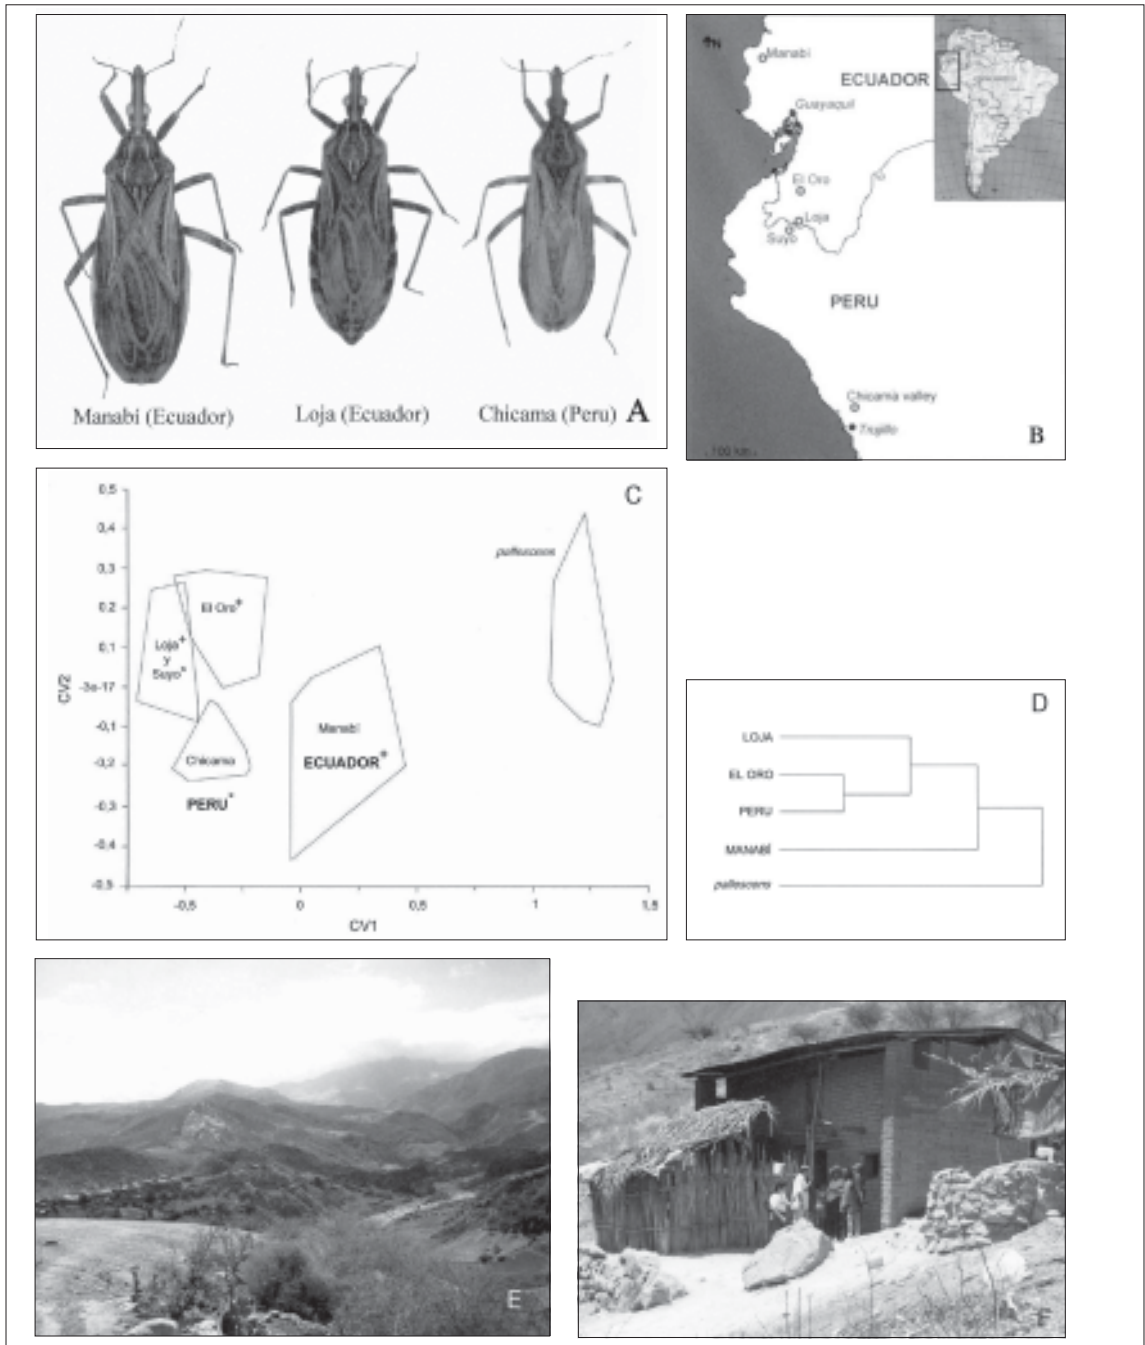 Manabi (Ecuador)
Loja (Ecuador)
Chicama (Peru)
A
N
Manabi
ECUADOR
Guayaquil
El Oro
Loja
Suyo
PERU
Chicama valley
Trujillo
100 km
B
C
0,5
0,4
0,3
0,2
0,1
-3e-17
-0,1
-0,2
-0,3
-0,4
-0,5
CV2
pallescens
El Oro*
Loja+
y
Suyo*
Manabí
ECUADOR*
Chicama
PERU*
-0,5
0
0,5
1
1,5
CV1
D
LOJA
EL ORO
PERU
MANABÍ
pallescens
E
F